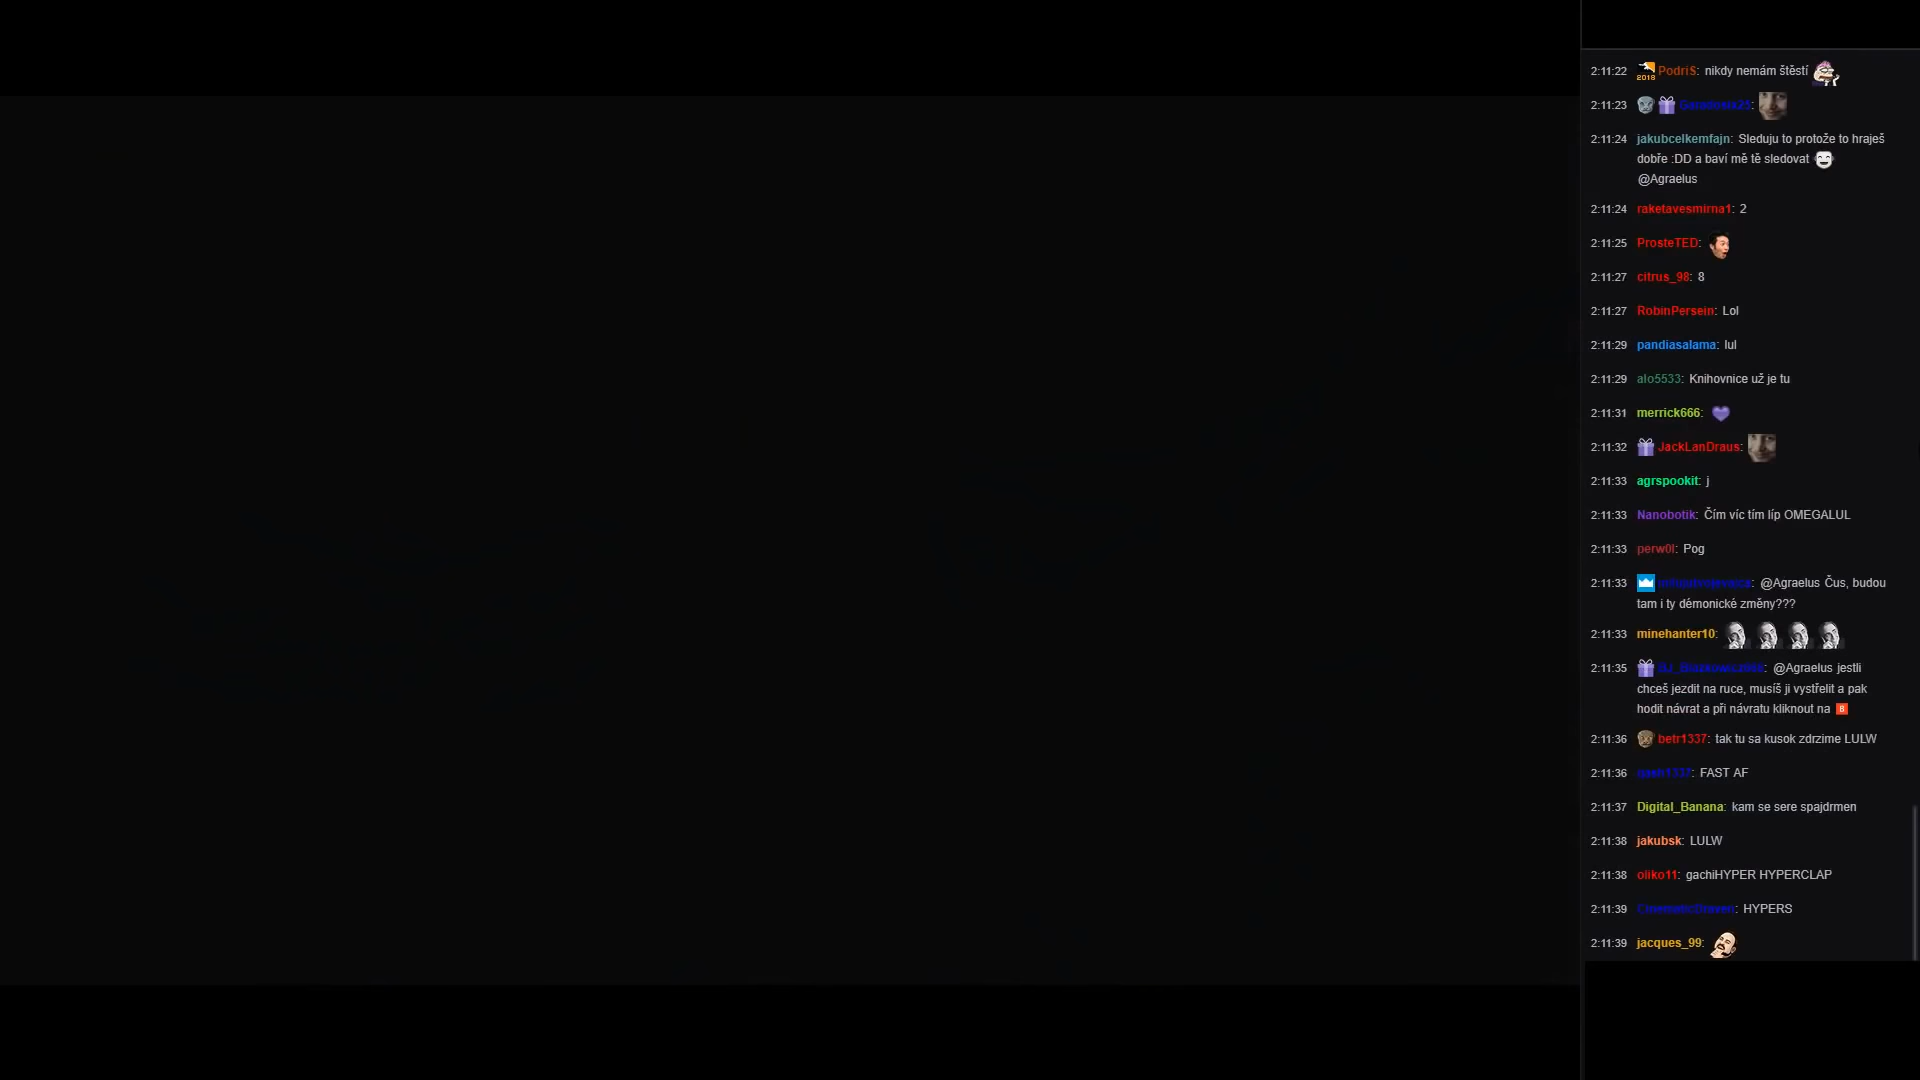 2:11:22 PodriS: nikdy nemám štěstí
2018
2:11:23
2:11:24 jakubcelkemfajn: Sleduju to protože to hraješ
dobře :DD a baví mě tě sledovat
@Agraelus
2:11:24 raketavesmirna1: 2
2:11:25 ProsteTED:
2:11:27 citrus_98: 8
2:11:27 RobinPersein: Lol
2:11:29 pandiasalama: lul
2:11:29 alo5533: Knihovnice už je tu
2:11:31 merrick666:
2:11:32 JackLanDraus:
2:11:33 agrspookit: j
2:11:33 Nanobotik: Čím víc tím líp OMEGALUL
2:11:33 perw0l: Pog
2:11:33 : @Agraelus Čus, budou
tam i ty démonické změny???
2:11:33 minehanter10:
2:11:35 : @Agraelus jestli
chceš jezdit na ruce, musíš ji vystřelit a pak
hodit návrat a při návratu kliknout na B
2:11:36 betr1337: tak tu sa kusok zdrzime LULW
2:11:36 : FAST AF
2:11:37 Digital_Banana: kam se sere spajdrmen
2:11:38 jakubsk: LULW
2:11:38 oliko11: gachiHYPER HYPERCLAP
2:11:39 : HYPERS
2:11:39 jacques_99: